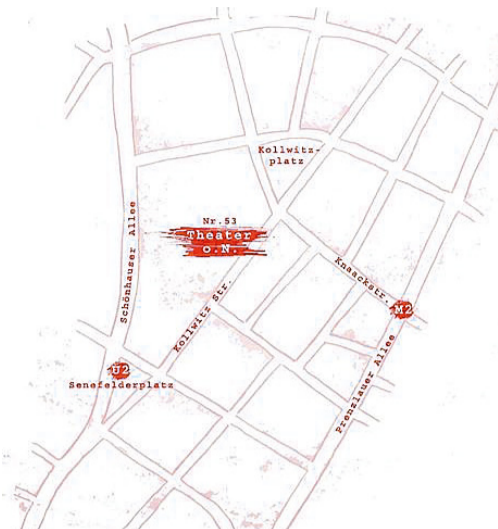 Kollwitz-
platz
Nr.53
Theater
o.N.
Schönhauser Allee
Kollwitz Str.
Knaackstr.
M2
Prenzlauer Allee
U2
Senefelderplatz